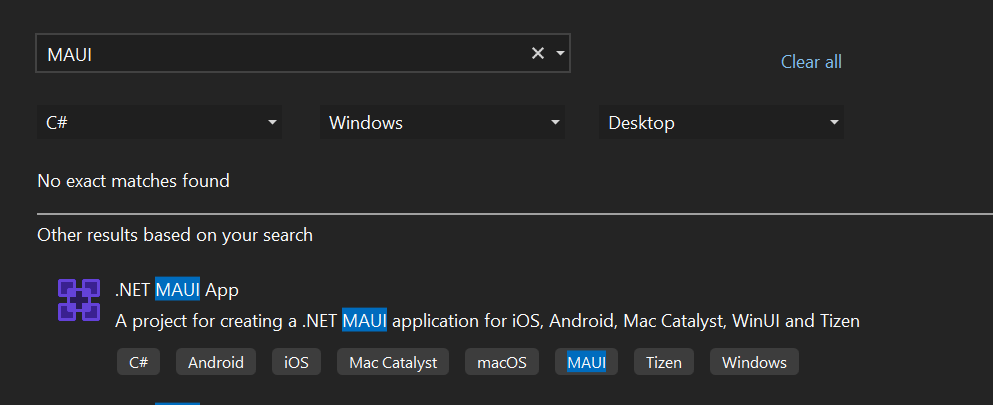 MAUI
Clear all
C# Windows Desktop
No exact matches found
Other results based on your search
.NET MAUI App
A project for creating a .NET MAUI application for iOS, Android, Mac Catalyst, WinUI and Tizen
C# Android iOS Mac Catalyst macOS MAUI Tizen Windows